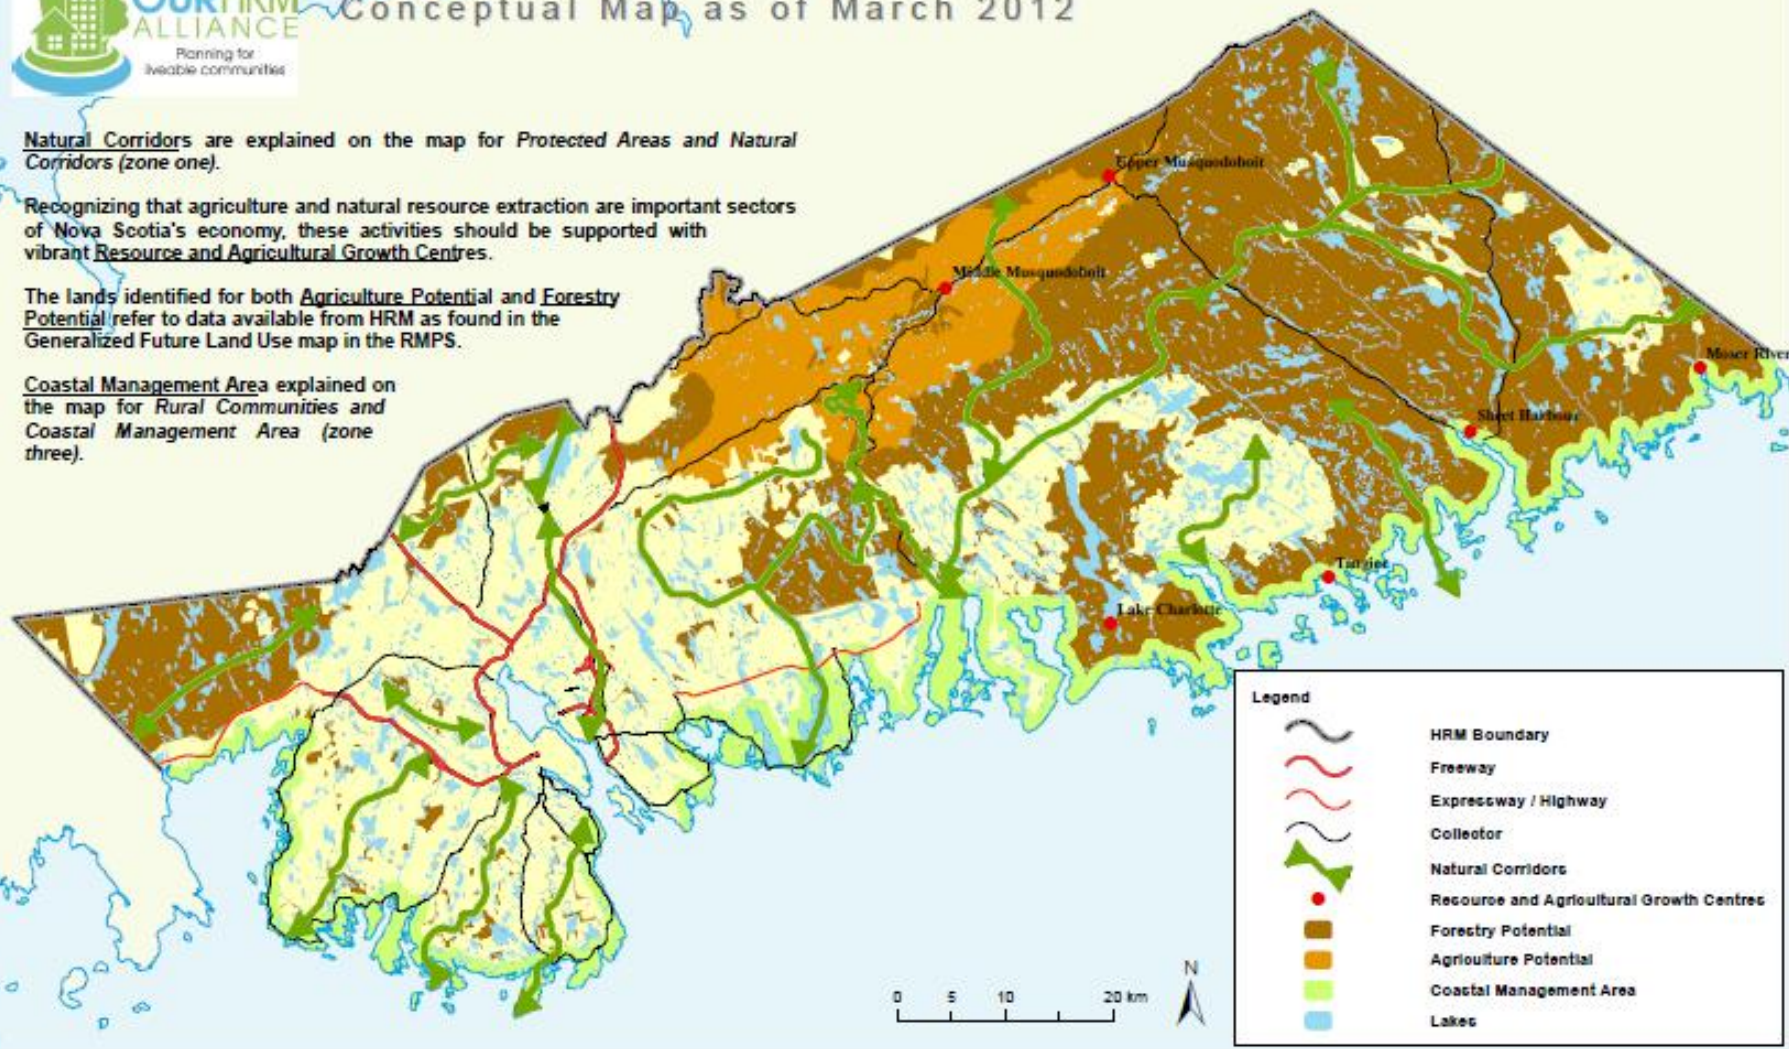 OURHRM
ALLIANCE
Planning for
liveable communities
Conceptual Map as of March 2012
Natural Corridors are explained on the map for Protected Areas and Natural
Corridors (zone one).
Recognizing that agriculture and natural resource extraction are important sectors
of Nova Scotia's economy, these activities should be supported with
vibrant Resource and Agricultural Growth Centres.
The lands identified for both Agriculture Potential and Forestry
Potential refer to data available from HRM as found in the
Generalized Future Land Use map in the RMPS.
Coastal Management Area explained on
the map for Rural Communities and
Coastal Management Area (zone
three).
Upper Musquodoboit
Middle Musquodoboit
Moser River
Sheet Harbour
Tangier
Lake Charlotte
Legend
HRM Boundary
Freeway
Expressway / Highway
Collector
Natural Corridors
Resource and Agricultural Growth Centres
Forestry Potential
Agriculture Potential
Coastal Management Area
Lakes
N
0 5 10 20 km